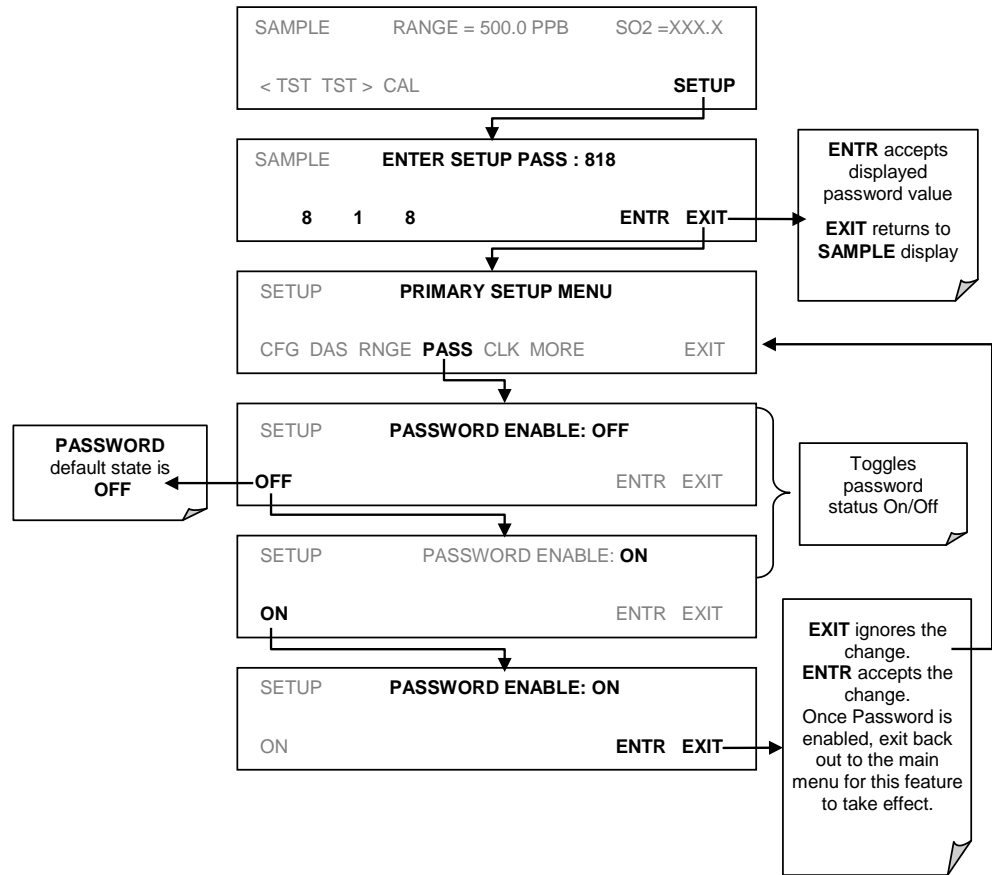 SAMPLE RANGE = 500.0 PPB SO2 =XXX.X
< TST TST > CAL SETUP
SAMPLE ENTER SETUP PASS : 818
8 1 8 ENTR EXIT
ENTR accepts
displayed
password value
EXIT returns to
SAMPLE display
SETUP PRIMARY SETUP MENU
CFG DAS RNGE PASS CLK MORE EXIT
SETUP PASSWORD ENABLE: OFF
OFF ENTR EXIT
PASSWORD
default state is
OFF
Toggles
password
status On/Off
SETUP PASSWORD ENABLE: ON
ON ENTR EXIT
SETUP PASSWORD ENABLE: ON
ON ENTR EXIT
EXIT ignores the
change.
ENTR accepts the
change.
Once Password is
enabled, exit back
out to the main
menu for this feature
to take effect.